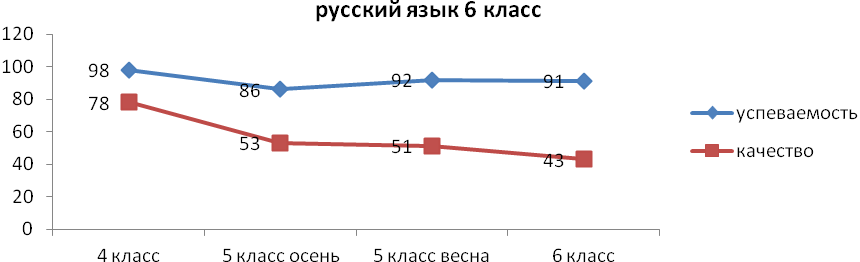 русский язык 6 класс
120
100
80
60
40
20
0
98
86
92
91
78
53
51
43
4 класс
5 класс осень
5 класс весна
6 класс
успеваемость
качество